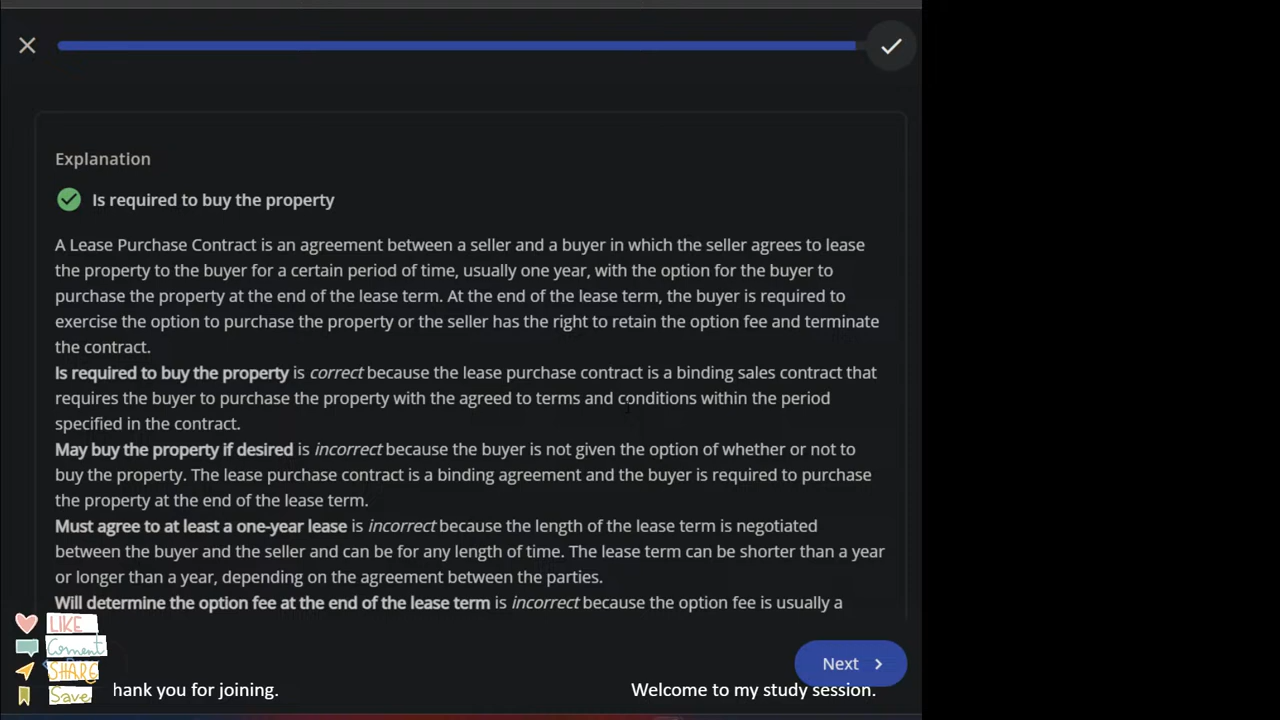 Explanation
Is required to buy the property
A Lease Purchase Contract is an agreement between a seller and a buyer in which the seller agrees to lease
the property to the buyer for a certain period of time, usually one year, with the option for the buyer to
purchase the property at the end of the lease term. At the end of the lease term, the buyer is required to
exercise the option to purchase the property or the seller has the right to retain the option fee and terminate
the contract.
Is required to buy the property is correct because the lease purchase contract is a binding sales contract that
requires the buyer to purchase the property with the agreed to terms and conditions within the period
specified in the contract.
May buy the property if desired is incorrect because the buyer is not given the option of whether or not to
buy the property. The lease purchase contract is a binding agreement and the buyer is required to purchase
the property at the end of the lease term.
Must agree to at least a one-year lease is incorrect because the length of the lease term is negotiated
between the buyer and the seller and can be for any length of time. The lease term can be shorter than a year
or longer than a year, depending on the agreement between the parties.
Will determine the option fee at the end of the lease term is incorrect because the option fee is usually a
LIKE
Coment
SHARE
Save
Next
hank you for joining.
Welcome to my study session.